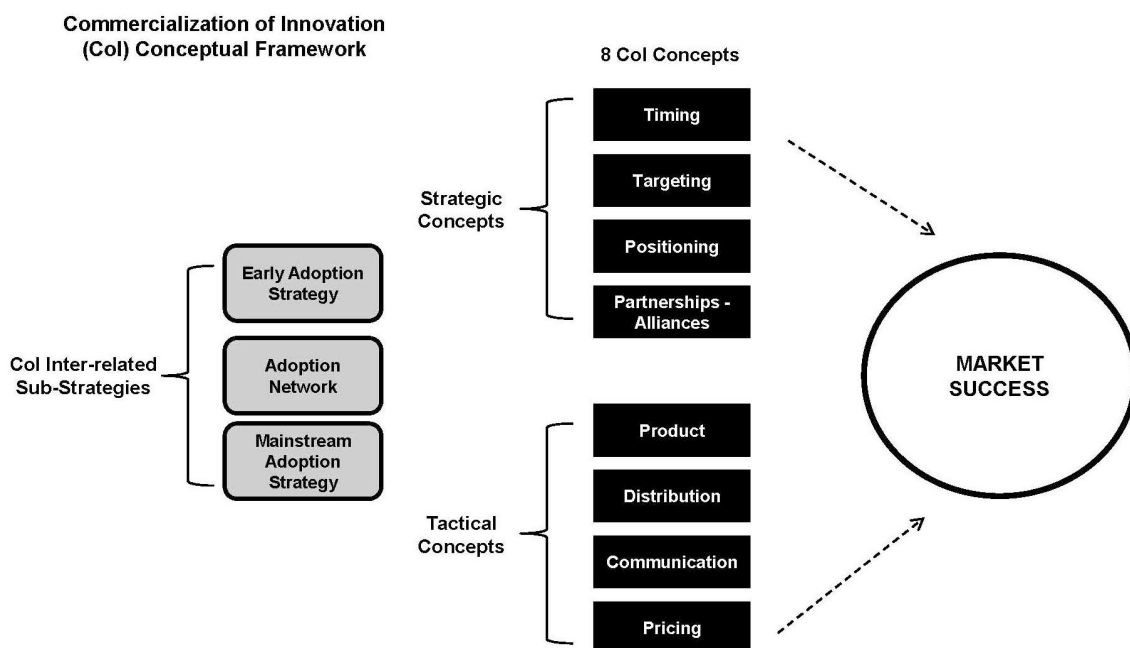 Commercialization of Innovation
(CoI) Conceptual Framework
8 CoI Concepts
Timing
Targeting
Strategic
Concepts
Positioning
Partnerships -
Alliances
Early Adoption
Strategy
CoI Inter-related
Sub-Strategies
Adoption
Network
Mainstream
Adoption
Strategy
MARKET
SUCCESS
Product
Distribution
Tactical
Concepts
Communication
Pricing